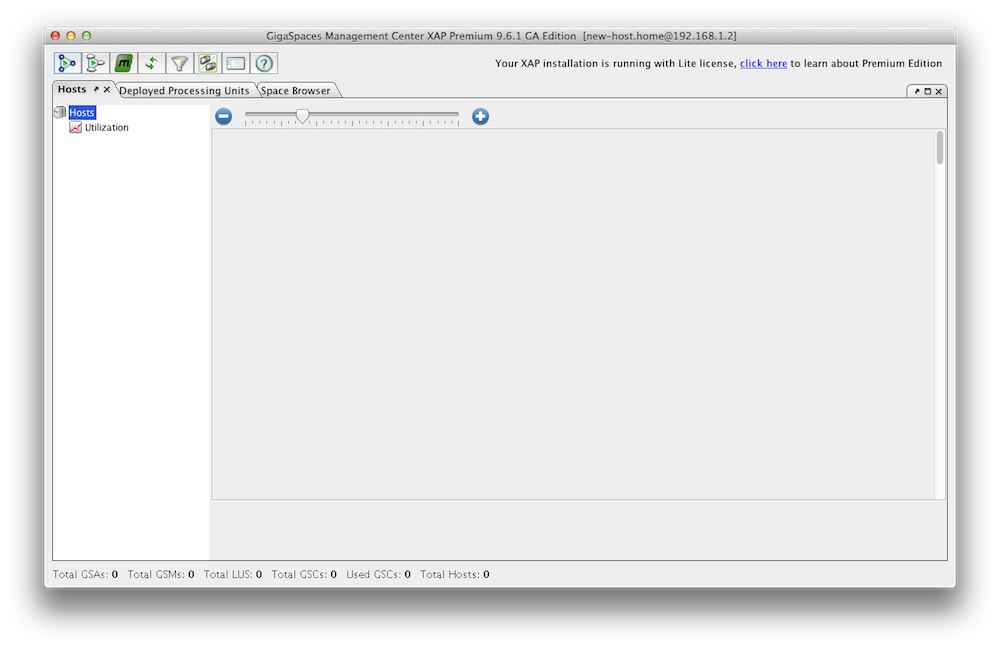 GigaSpaces Management Center XAP Premium 9.6.1 GA Edition [new-host.home@192.168.1.2]
m ?
Your XAP installation is running with Lite license, click here to learn about Premium Edition
Hosts Deployed Processing Units Space Browser
Hosts
Utilization
Total GSAs: 0 Total GSMs: 0 Total LUS: 0 Total GSCs: 0 Used GSCs: 0 Total Hosts: 0